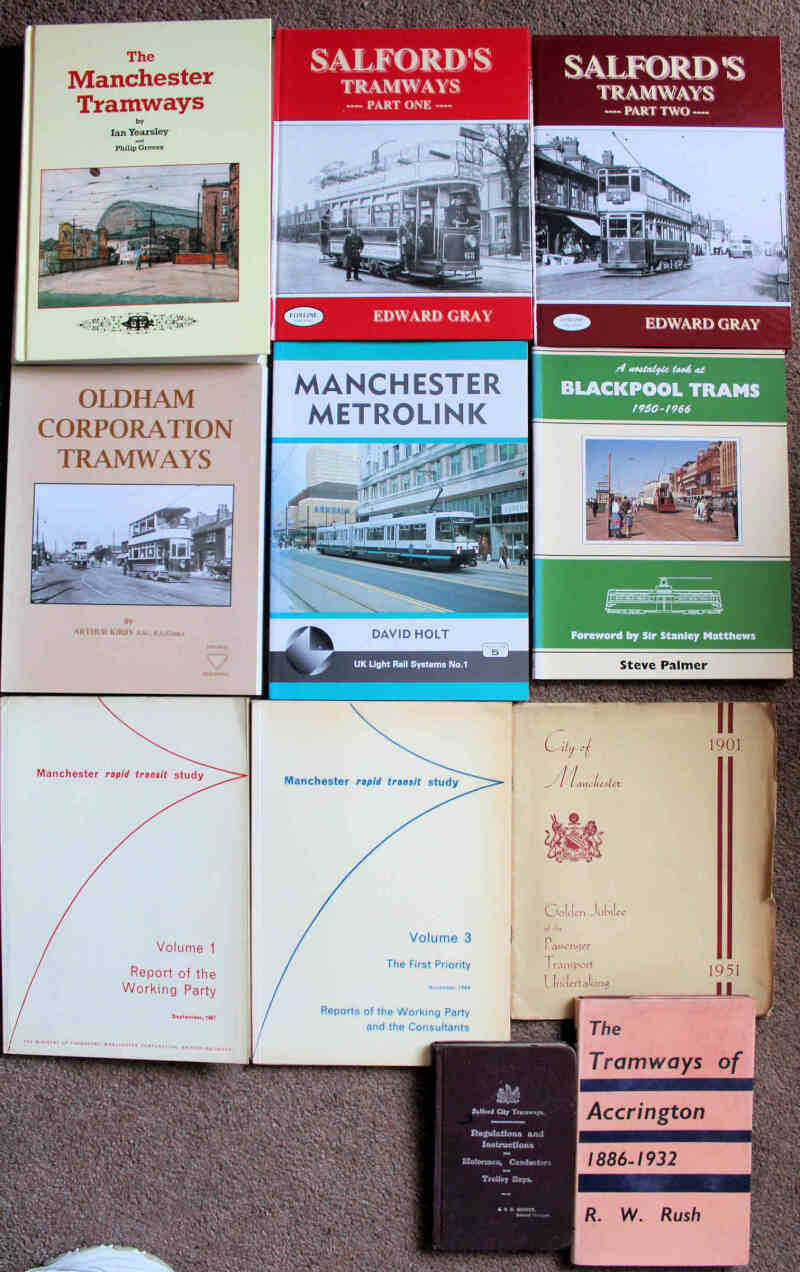 The
Manchester
Tramways
by
Ian Yearsley
and
Philip Groves
SALFORD'S
TRAMWAYS
---- PART ONE ----
EDWARD GRAY
SALFORD'S
TRAMWAYS
---- PART TWO ----
EDWARD GRAY
OLDHAM
CORPORATION
TRAMWAYS
By
ARTHUR KIRBY
MANCHESTER
METROLINK
DAVID HOLT
5
UK Light Rail Systems No.1
A nostalgic look at
BLACKPOOL TRAMS
1950-1966
Foreword by Sir Stanley Matthews
Steve Palmer
Manchester rapid transit study
Volume 1
Report of the
Working Party
September, 1967
Manchester rapid transit study
Volume 3
The First Priority
Reports of the Working Party
and the Consultants
City of
Manchester
1901
Golden Jubilee
of the
Passenger
Transport
Undertaking
1951
Salford City Tramways.
Regulations and
Instructions
Motormen, Conductors
Trolley Boys.
The
Tramways of
Accrington
1886-1932
R. W. Rush